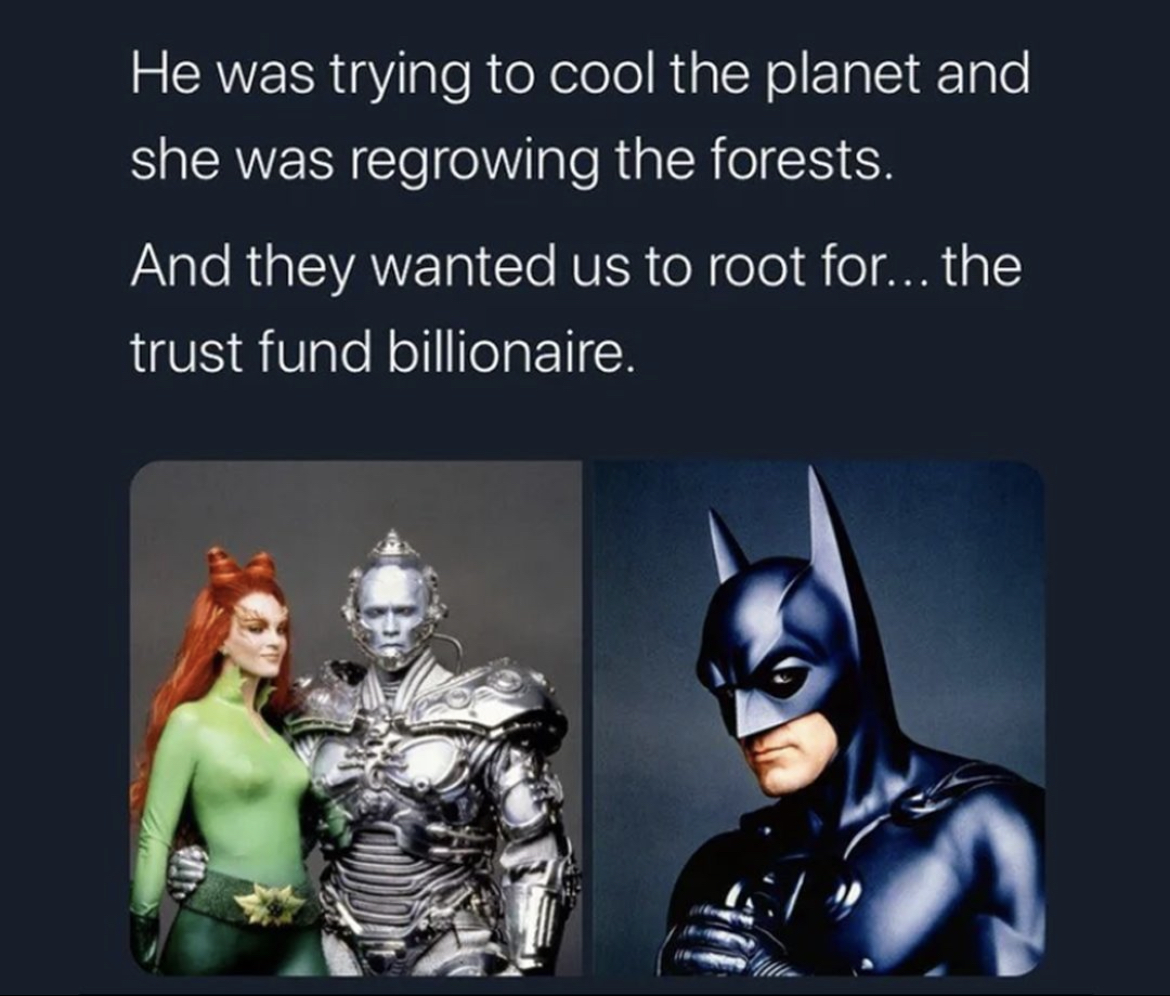 He was trying to cool the planet and
she was regrowing the forests.
And they wanted us to root for... the
trust fund billionaire.